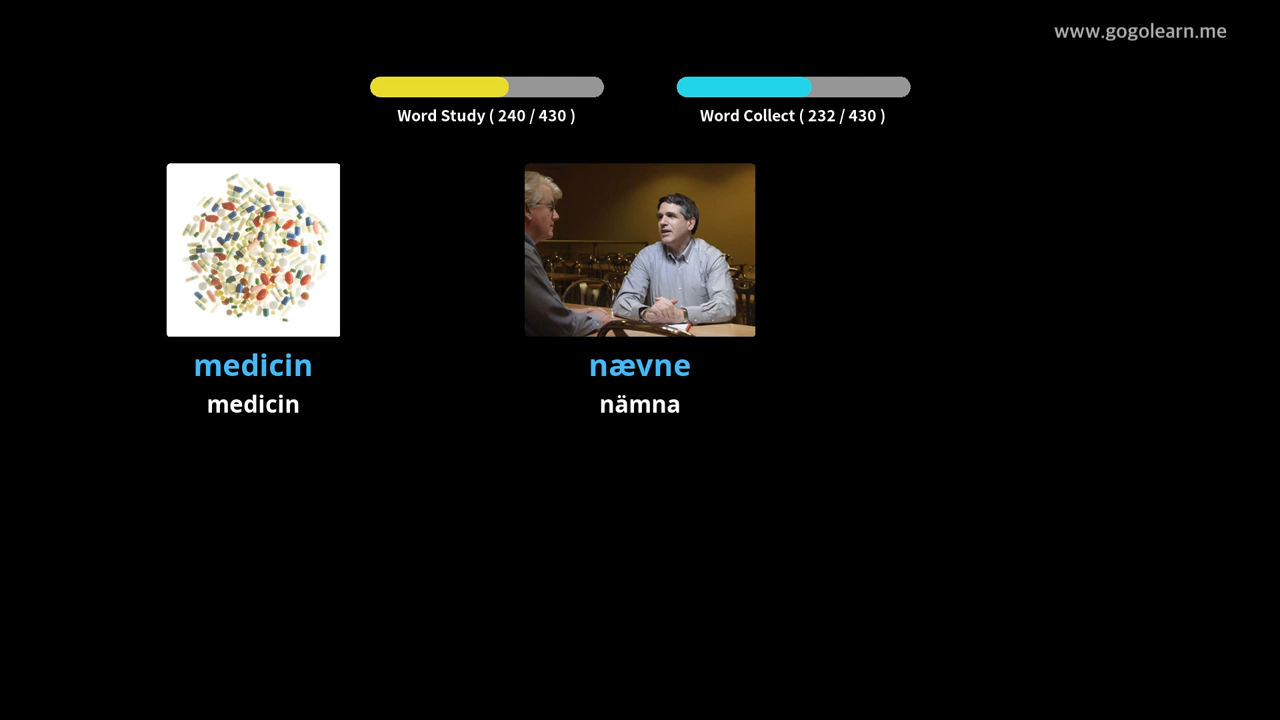 www.gogolearn.me
Word Study ( 240 / 430 )
Word Collect ( 232 / 430 )
medicin
medicin
nævne
nämna